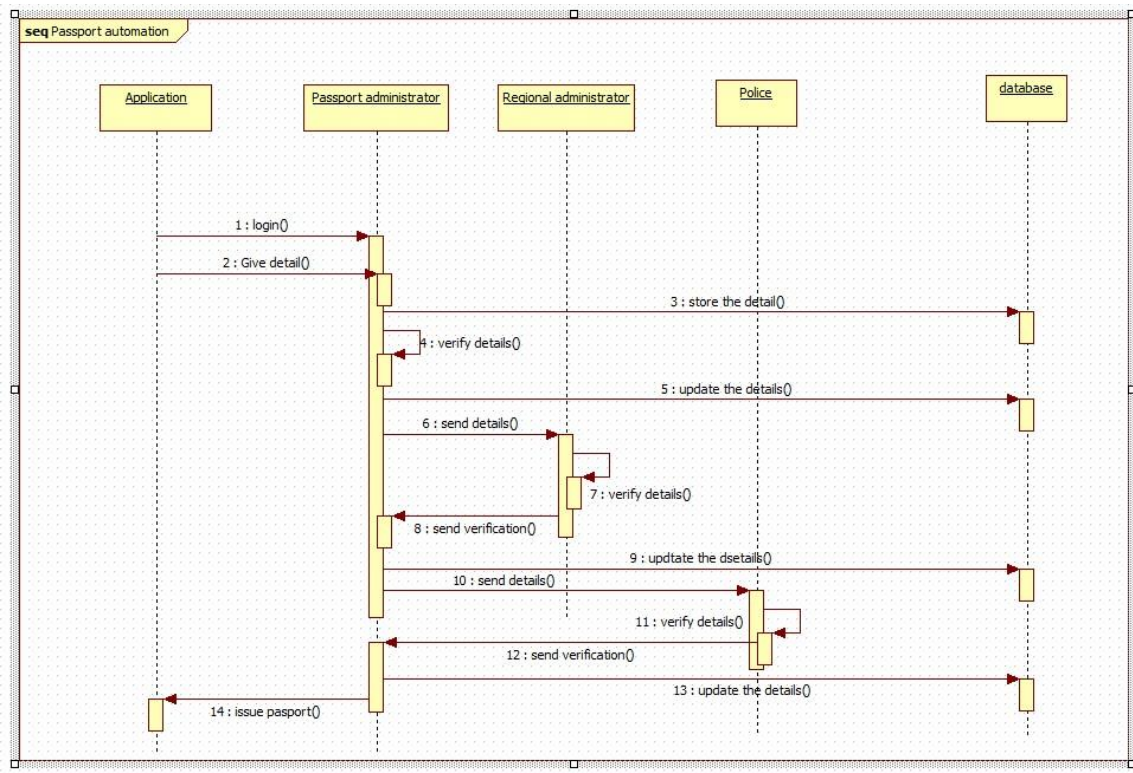 seq Passport automation
Application
Passport administrator
Regional administrator
Police
database
1 : login()
2 : Give detail()
3 : store the detail()
4 : verify details()
5 : update the details()
6 : send details()
7 : verify details()
8 : send verification()
9 : updtate the dsetails()
10 : send details()
11 : verify details()
12 : send verification()
13 : update the details()
14 : issue pasport()